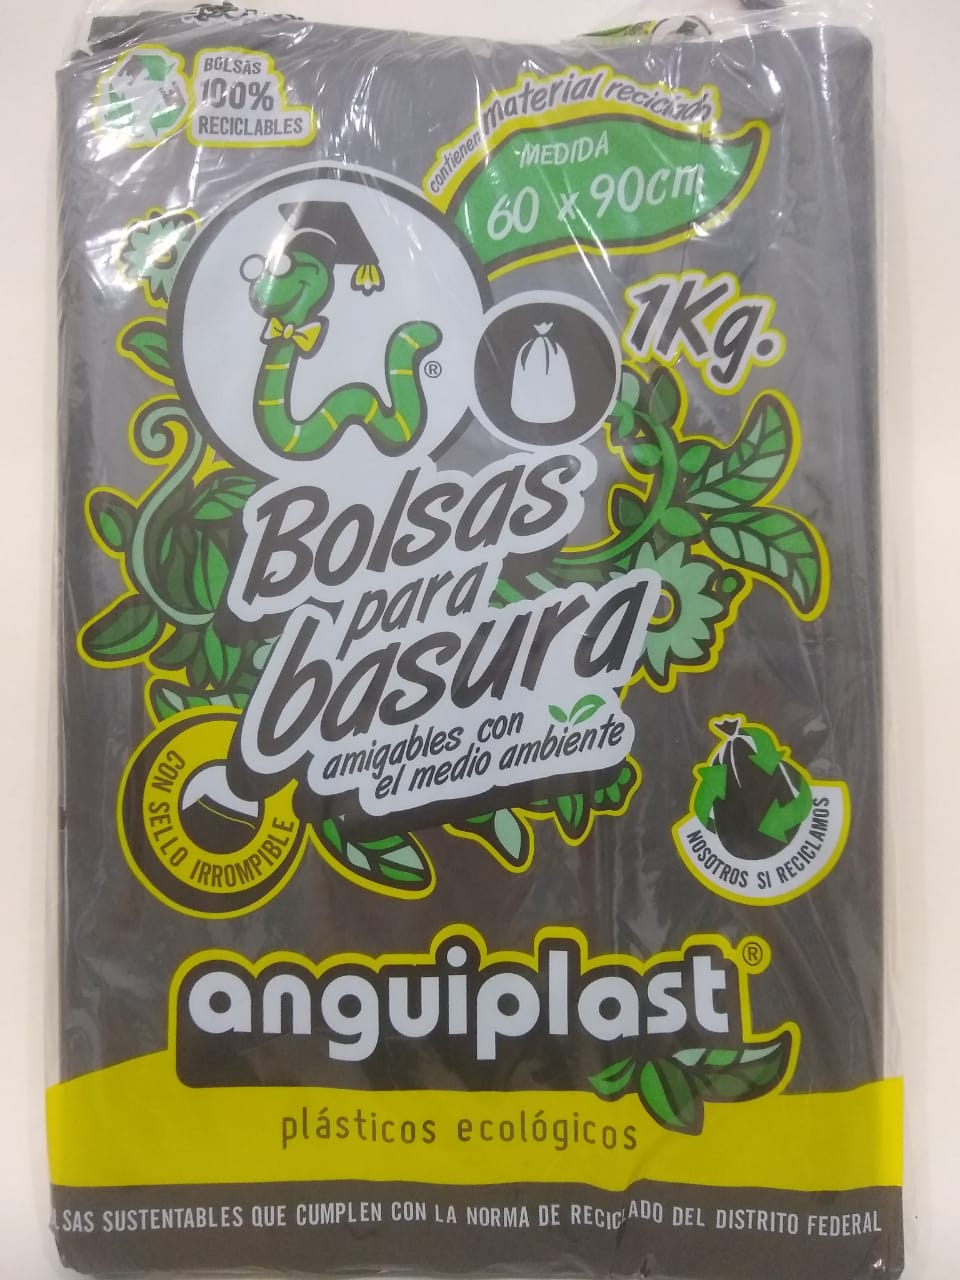 BOLSAS
100%
RECICLABLES
contienen material reciclado
MEDIDA
60 x 90cm
1Kg.
®
Bolsas
para
basura
amigables con
el medio ambiente
CON SELLO IRROMPIBLE
NOSOTROS SI RECICLAMOS
anguiplast®
plásticos ecológicos
SAS SUSTENTABLES QUE CUMPLEN CON LA NORMA DE RECICLADO DEL DISTRITO FEDERAL